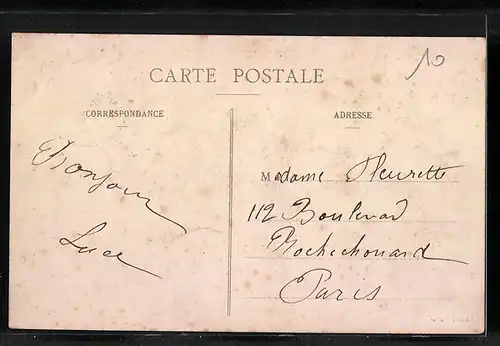 10
CARTE POSTALE
CORRESPONDANCE
ADRESSE
Bonjour
Luce
Madame Fleurette
112 Boulevard
Rochechouard
Paris